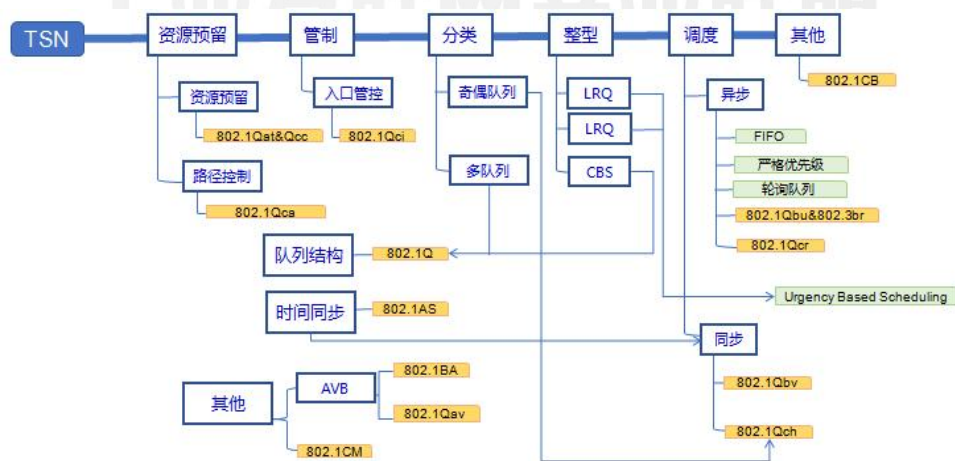 TSN
资源预留
管制
分类
整型
调度
其他
资源预留
802.1Qat&Qcc
路径控制
802.1Qca
入口管控
802.1Qci
奇偶队列
多队列
LRQ
LRQ
CBS
异步
FIFO
严格优先级
轮询队列
802.1Qbu&802.3br
802.1Qcr
802.1CB
队列结构
802.1Q
Urgency Based Scheduling
时间同步
802.1AS
同步
802.1Qbv
802.1Qch
其他
AVB
802.1BA
802.1Qav
802.1CM